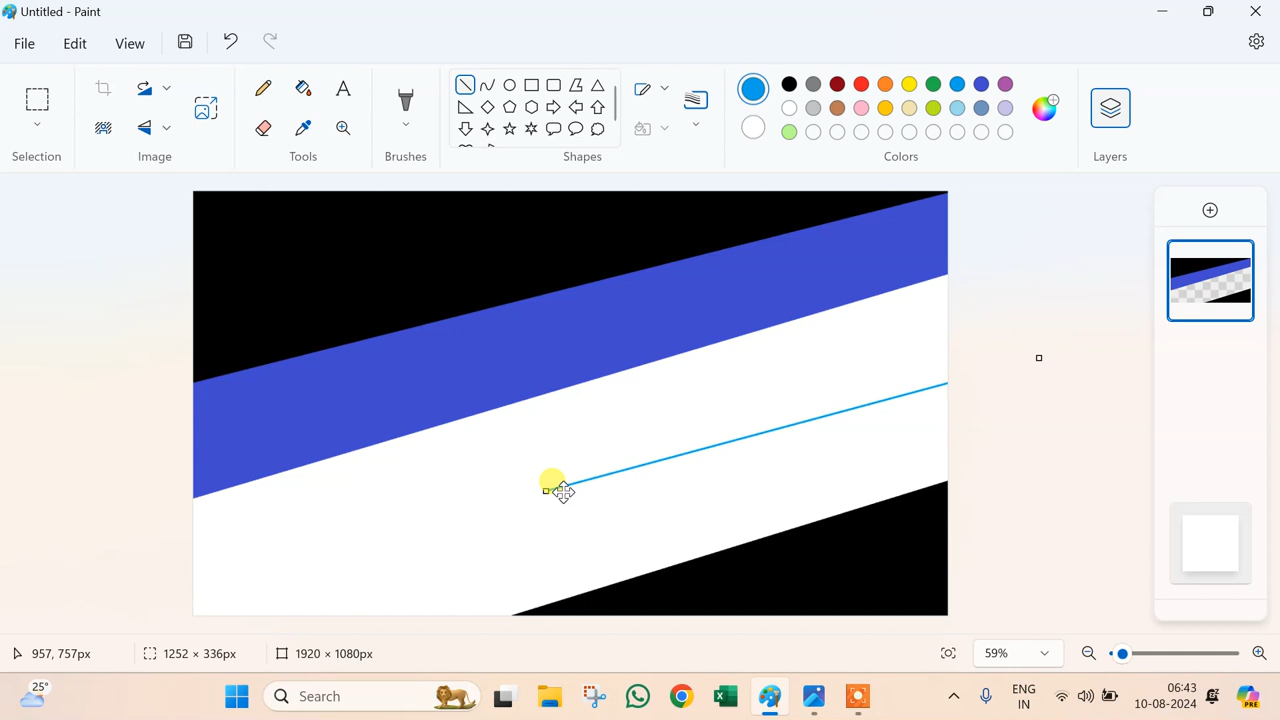 Untitled - Paint
File Edit View
Selection Image Tools Brushes Shapes Colors Layers
957, 757px 1252 × 336px 1920 × 1080px 59%
25° Search ENG IN 06:43 10-08-2024 PRE